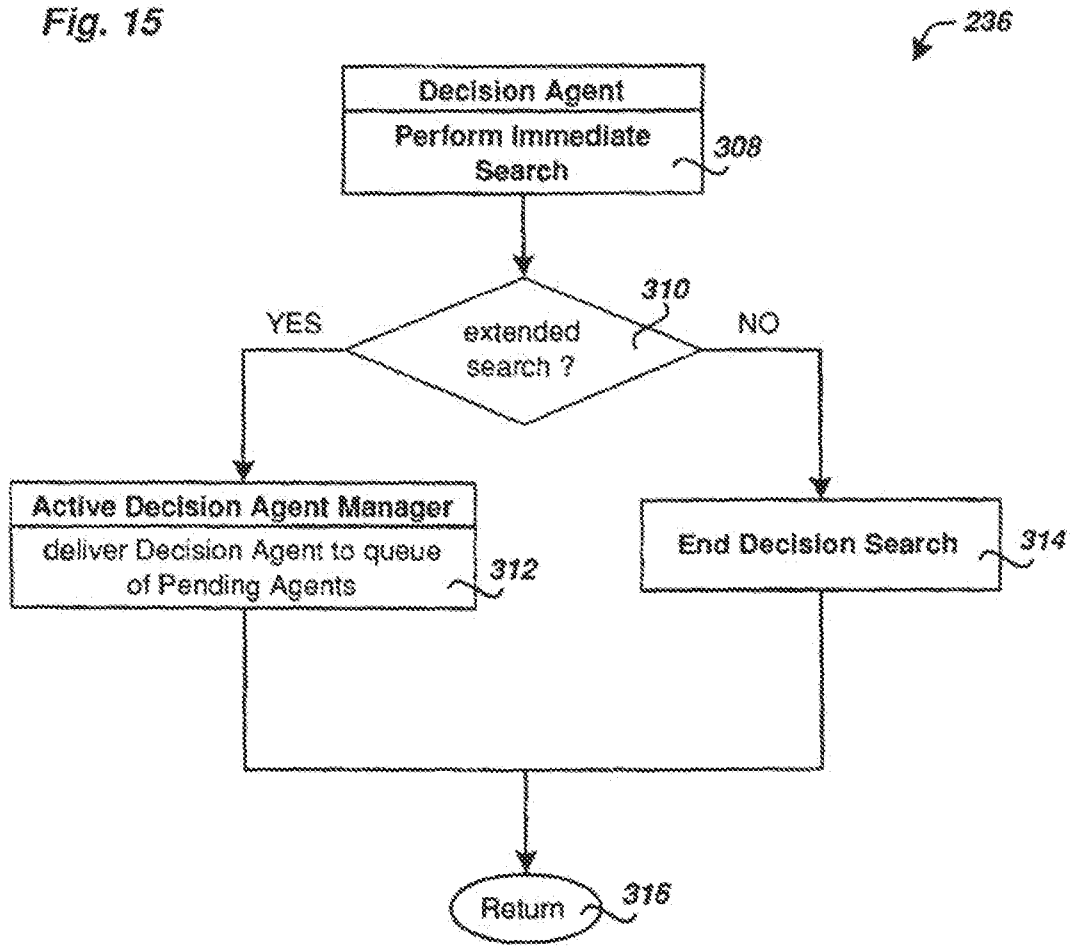 Fig. 15
236
Decision Agent
Perform Immediate
Search
308
310
YES
extended
search ?
NO
Active Decision Agent Manager
deliver Decision Agent to queue
of Pending Agents
312
End Decision Search
314
Return
316